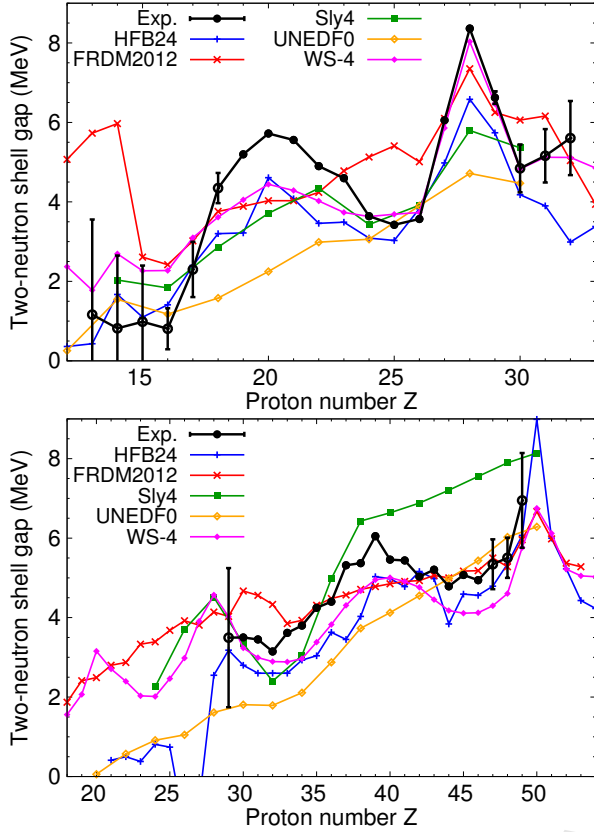 Two-neutron shell gap (MeV)
Exp.
HFB24
FRDM2012
Sly4
UNEDF0
WS-4
8
6
4
2
0
15
20
25
30
Proton number Z
Two-neutron shell gap (MeV)
Exp.
HFB24
FRDM2012
Sly4
UNEDF0
WS-4
8
6
4
2
0
20
25
30
35
40
45
50
Proton number Z